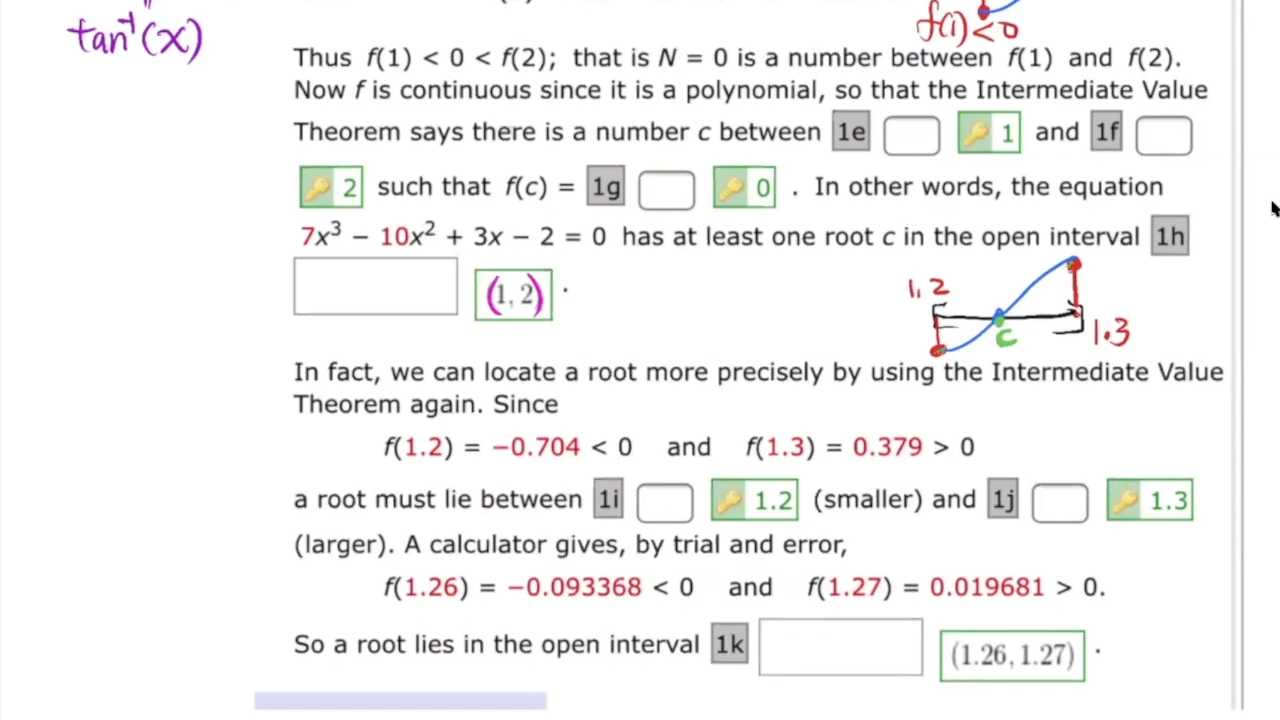 tan⁻¹(x)
f(1)<0
Thus f(1) < 0 < f(2); that is N = 0 is a number between f(1) and f(2).
Now f is continuous since it is a polynomial, so that the Intermediate Value
Theorem says there is a number c between 1e 1 and 1f
2 such that f(c) = 1g 0 . In other words, the equation
7x³ − 10x² + 3x − 2 = 0 has at least one root c in the open interval 1h
(1, 2) .
1.2
c
1.3
In fact, we can locate a root more precisely by using the Intermediate Value
Theorem again. Since
f(1.2) = −0.704 < 0 and f(1.3) = 0.379 > 0
a root must lie between 1i 1.2 (smaller) and 1j 1.3
(larger). A calculator gives, by trial and error,
f(1.26) = −0.093368 < 0 and f(1.27) = 0.019681 > 0.
So a root lies in the open interval 1k (1.26, 1.27) .